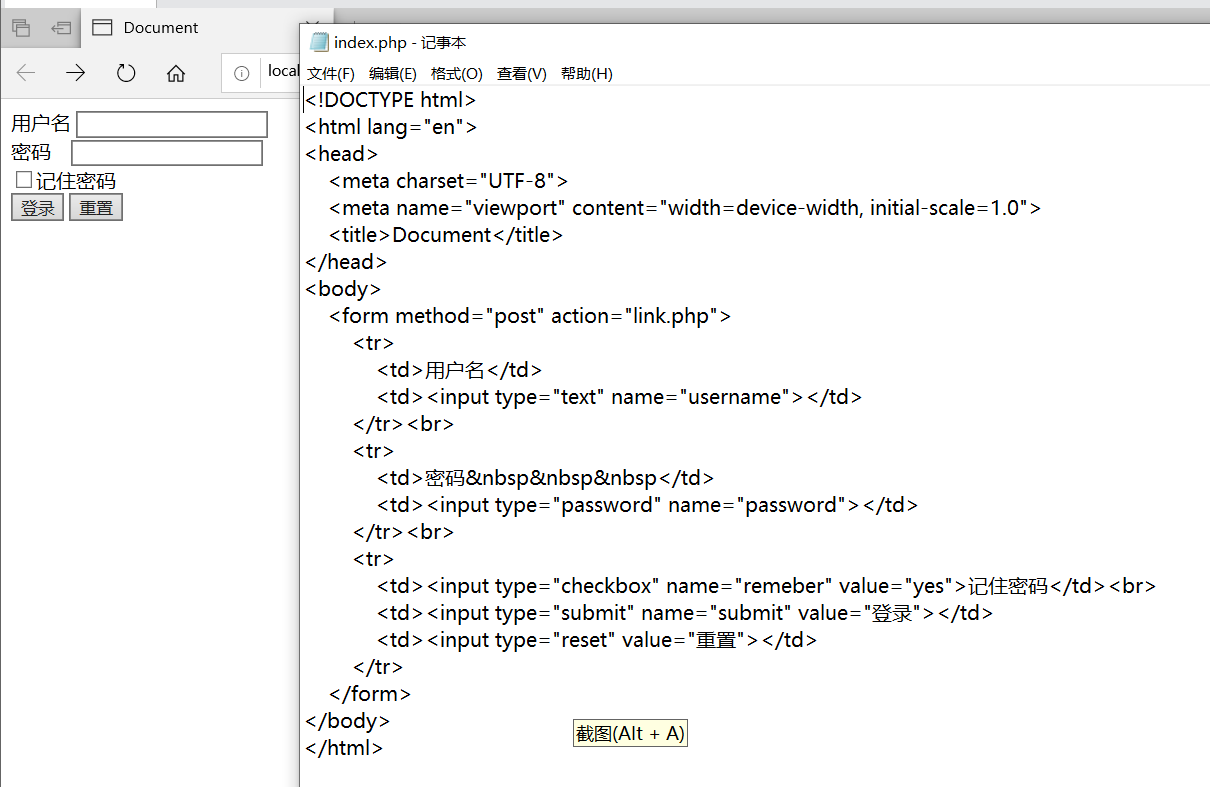 Document
local
用户名
密码
记住密码
登录 重置
index.php - 记事本
文件(F) 编辑(E) 格式(O) 查看(V) 帮助(H)
<!DOCTYPE html>
<html lang="en">
<head>
    <meta charset="UTF-8">
    <meta name="viewport" content="width=device-width, initial-scale=1.0">
    <title>Document</title>
</head>
<body>
    <form method="post" action="link.php">
        <tr>
            <td>用户名</td>
            <td><input type="text" name="username"></td>
        </tr><br>
        <tr>
            <td>密码&nbsp&nbsp&nbsp</td>
            <td><input type="password" name="password"></td>
        </tr><br>
        <tr>
            <td><input type="checkbox" name="remeber" value="yes">记住密码</td><br>
            <td><input type="submit" name="submit" value="登录"></td>
            <td><input type="reset" value="重置"></td>
        </tr>
    </form>
</body>
</html>
截图(Alt + A)